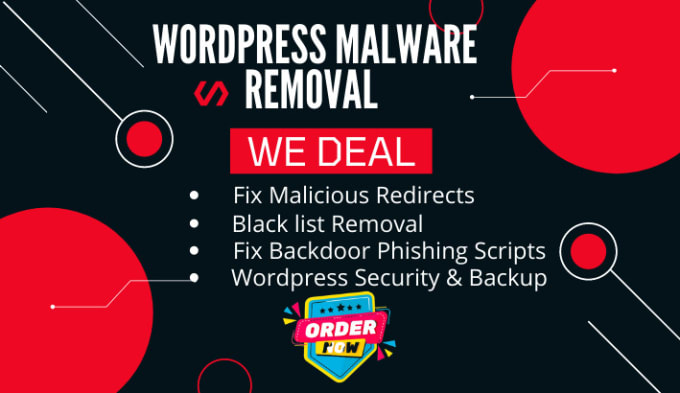 WORDPRESS MALWARE
REMOVAL
WE DEAL
• Fix Malicious Redirects
• Black list Removal
• Fix Backdoor Phishing Scripts
• Wordpress Security & Backup
ORDER
NOW